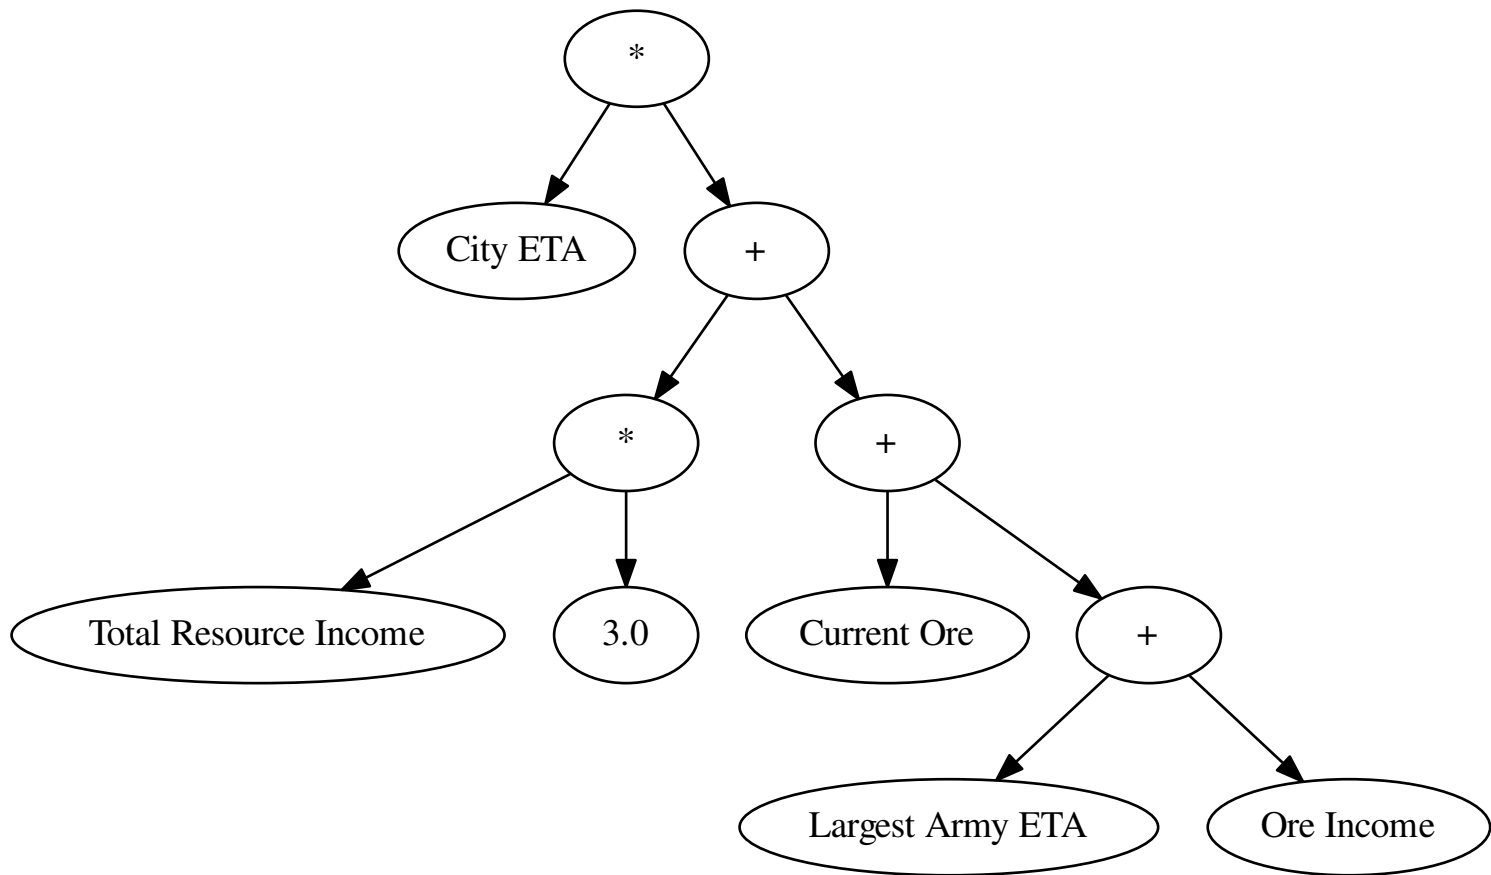 *
City ETA
+
*
+
Total Resource Income
3.0
Current Ore
+
Largest Army ETA
Ore Income